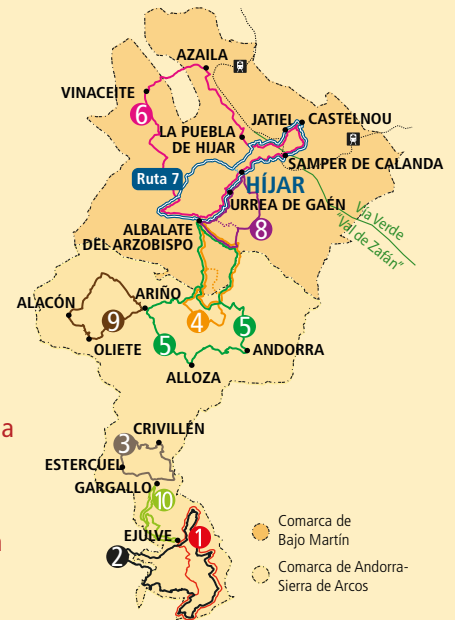 AZAILA
VINACEITE
6
JATIEL
CASTELNOU
LA PUEBLA
DE HIJAR
SAMPER DE CALANDA
Ruta 7
HÍJAR
URREA DE GAÉN
Vía Verde
"Val de Zafán"
8
ALBALATE
DEL ARZOBISPO
ARIÑO
ALACÓN
9
4
5
5
OLIETE
ANDORRA
ALLOZA
a
CRIVILLÉN
3
ESTERCUEL
GARGALLO
10
EJULVE
1
2
Comarca de
Bajo Martín
Comarca de Andorra-
Sierra de Arcos